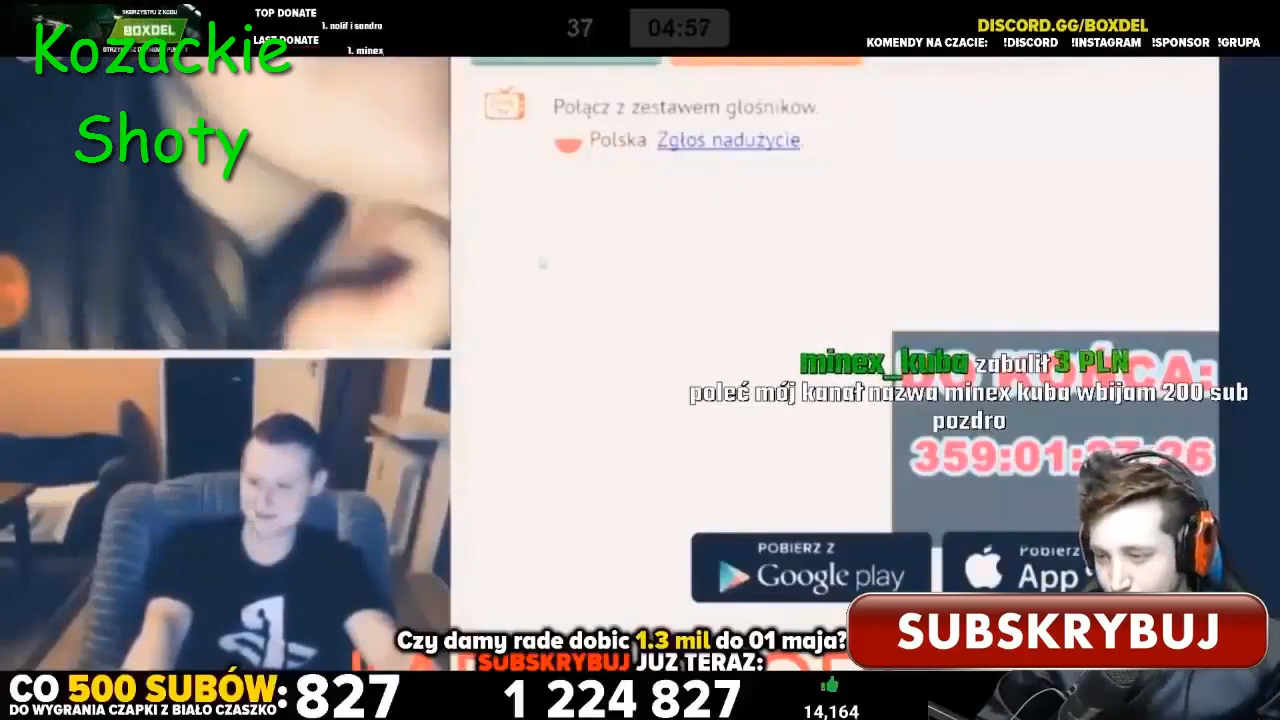 SKORZYSTAJ Z KODU
BOXDEL
Kozackie
Shoty
TOP DONATE
1. nolif i sandra
LAST DONATE
1. minex
37
04:57
DISCORD.GG/BOXDEL
KOMENDY NA CZACIE: !DISCORD !INSTAGRAM !SPONSOR !GRUPA
Połącz z zestawem głośników.
Polska. Zgłoś nadużycie.
minex_kuba zabulił 3 PLN
poleć mój kanał nazwa minex kuba wbijam 200 sub
pozdro
POBIERZ Z
Google play
Pobierz
App
SUBSKRYBUJ
Czy damy rade dobic 1.3 mil do 01 maja?
SUBSKRYBUJ JUZ TERAZ:
CO 500 SUBÓW: 827
DO WYGRANIA CZAPKI Z BIAŁO CZASZKO
1 224 827
14,164